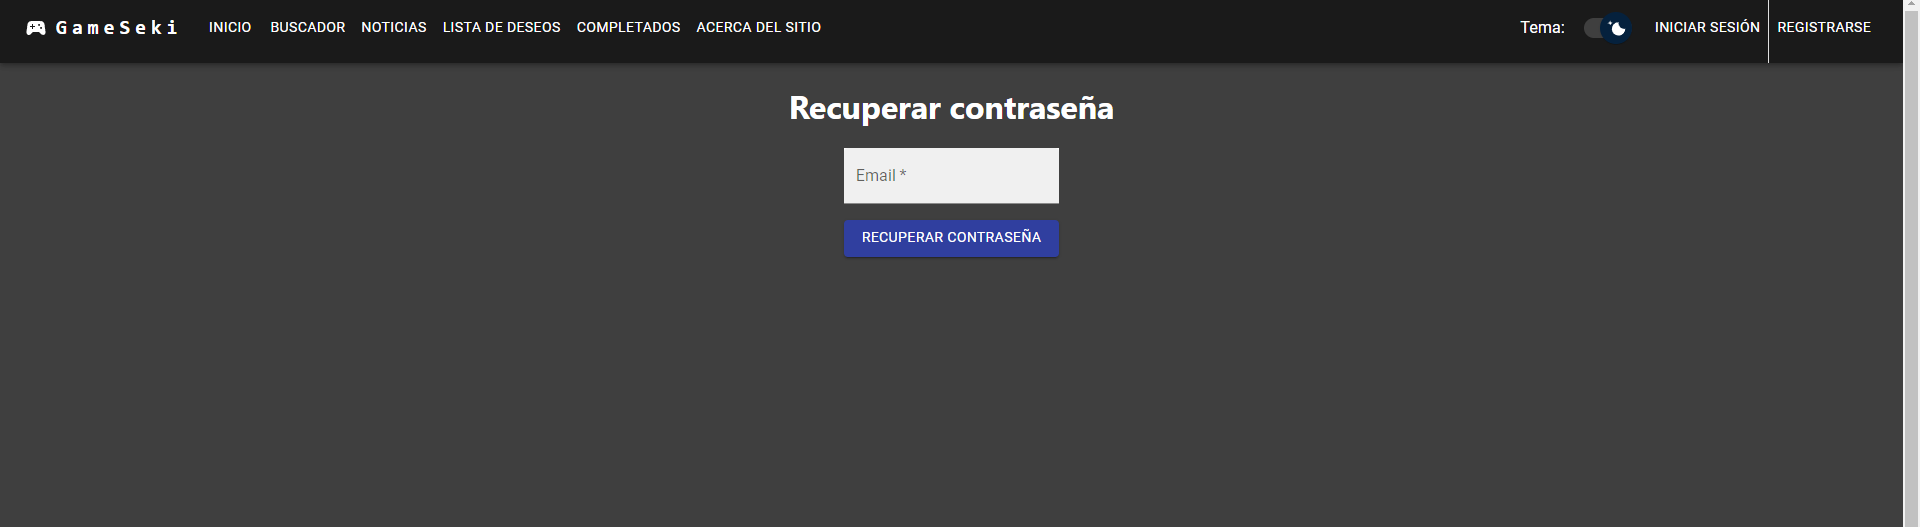 GameSeki INICIO BUSCADOR NOTICIAS LISTA DE DESEOS COMPLETADOS ACERCA DEL SITIO Tema: INICIAR SESIÓN REGISTRARSE
Recuperar contraseña
Email *
RECUPERAR CONTRASEÑA